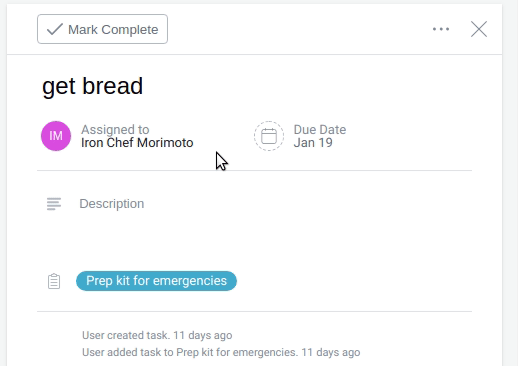 Mark Complete
get bread
IM
Assigned to
Iron Chef Morimoto
Due Date
Jan 19
Description
Prep kit for emergencies
User created task. 11 days ago
User added task to Prep kit for emergencies. 11 days ago